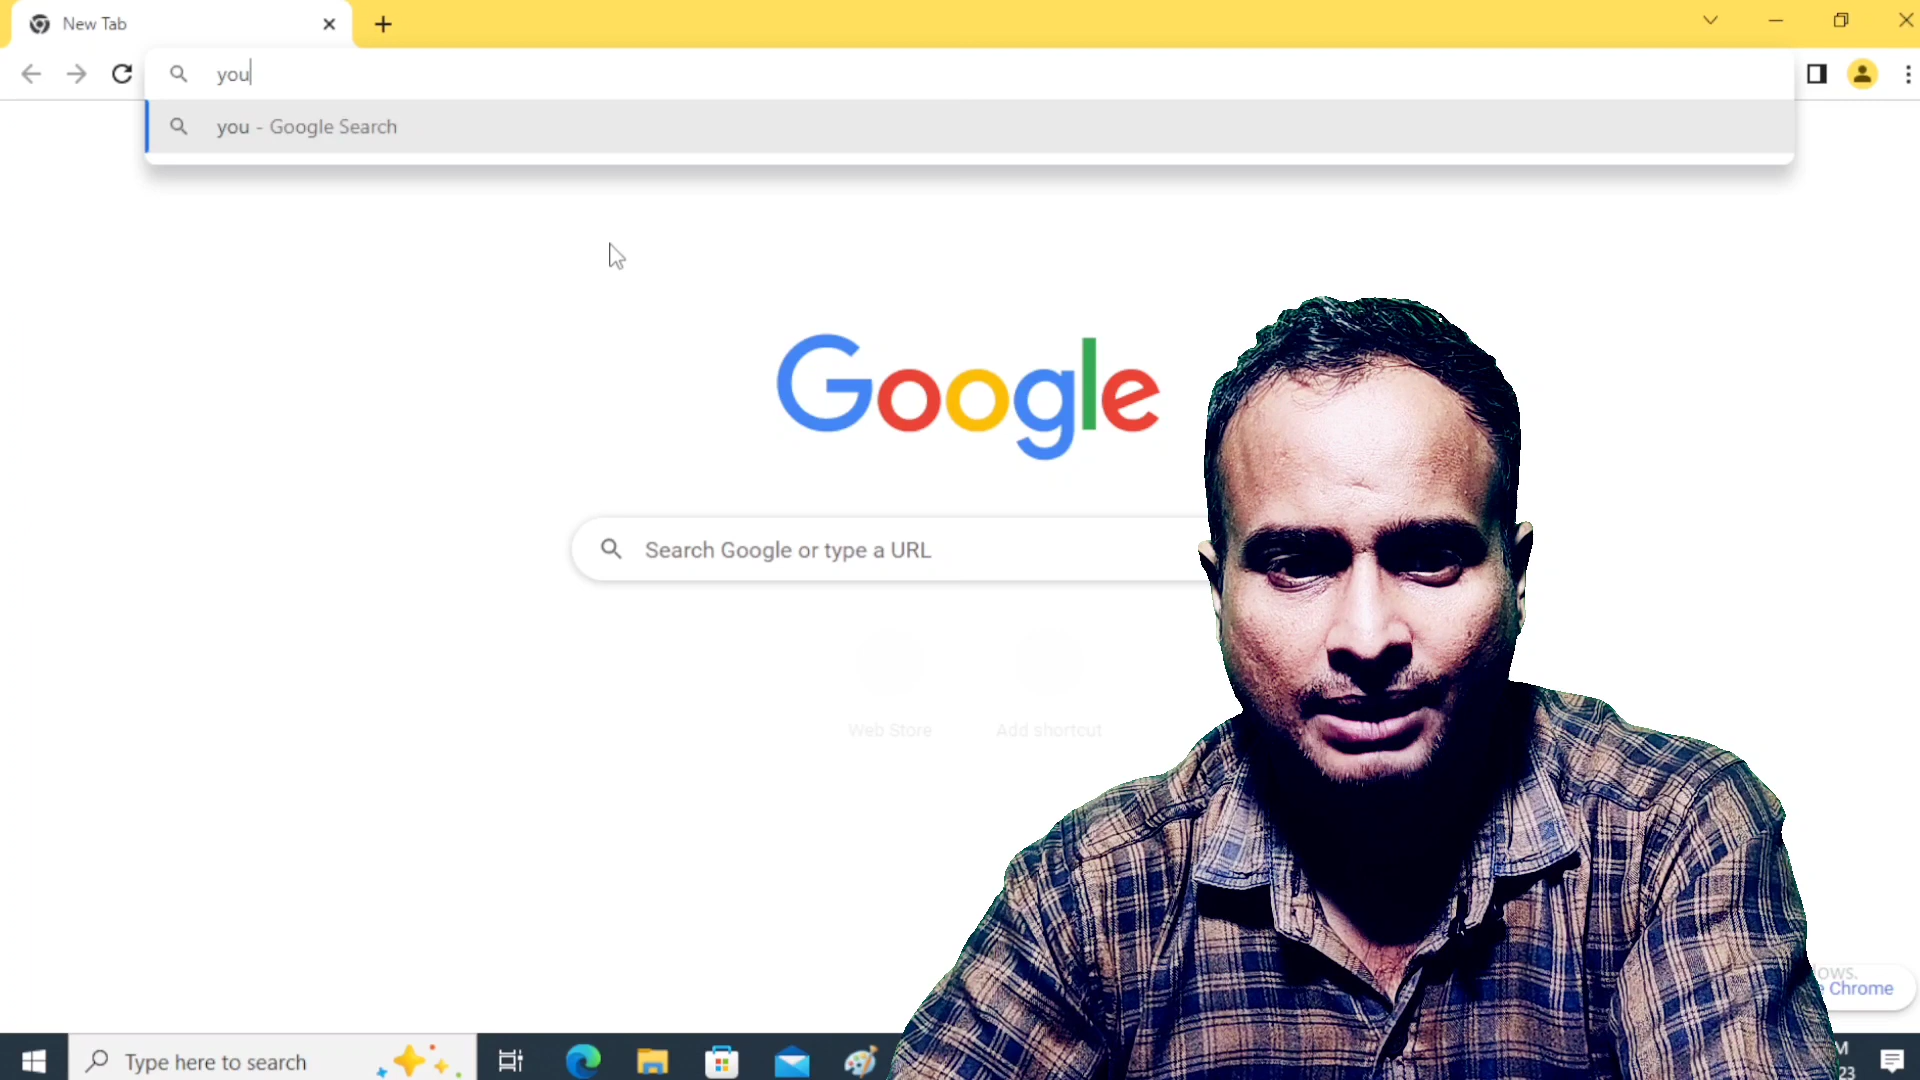 New Tab
you
you - Google Search
Google
Search Google or type a URL
Web Store
Add shortcut
Chrome
Type here to search
M
23